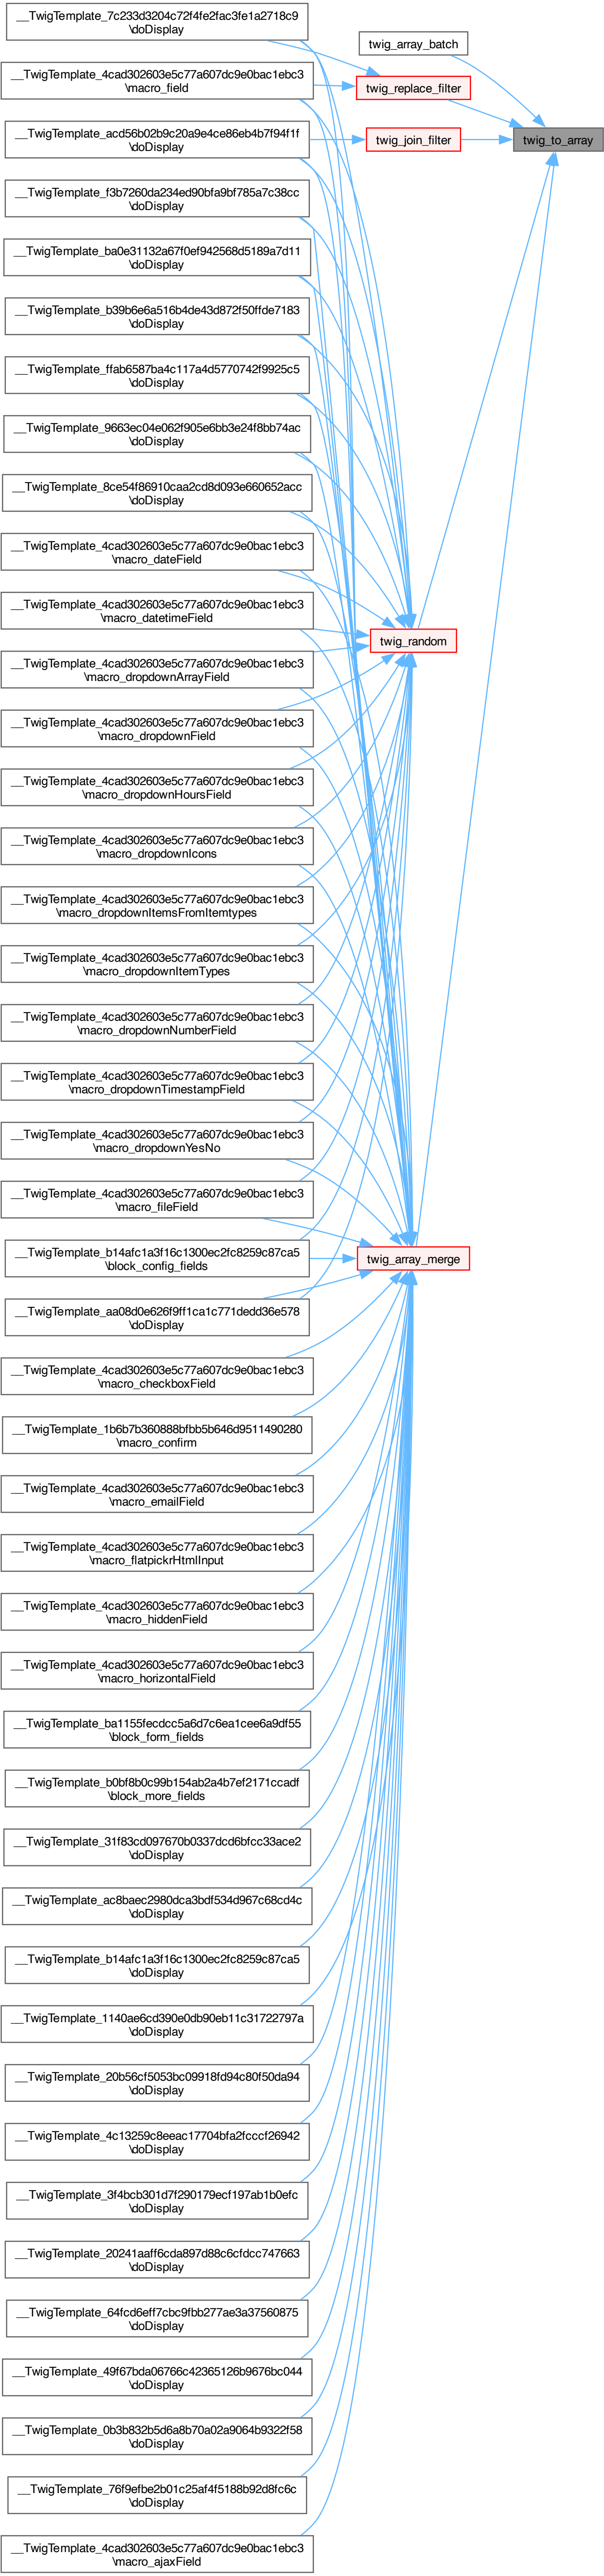 __TwigTemplate_7c233d3204c72f4fe2fac3fe1a2718c9
\doDisplay
twig_array_batch
__TwigTemplate_4cad302603e5c77a607dc9e0bac1ebc3
\macro_field
twig_replace_filter
__TwigTemplate_acd56b02b9c20a9e4ce86eb4b7f94f1f
\doDisplay
twig_join_filter
twig_to_array
__TwigTemplate_f3b7260da234ed90bfa9bf785a7c38cc
\doDisplay
__TwigTemplate_ba0e31132a67f0ef942568d5189a7d11
\doDisplay
__TwigTemplate_b39b6e6a516b4de43d872f50ffde7183
\doDisplay
__TwigTemplate_ffab6587ba4c117a4d5770742f9925c5
\doDisplay
__TwigTemplate_9663ec04e062f905e6bb3e24f8bb74ac
\doDisplay
__TwigTemplate_8ce54f86910caa2cd8d093e660652acc
\doDisplay
__TwigTemplate_4cad302603e5c77a607dc9e0bac1ebc3
\macro_dateField
__TwigTemplate_4cad302603e5c77a607dc9e0bac1ebc3
\macro_datetimeField
twig_random
__TwigTemplate_4cad302603e5c77a607dc9e0bac1ebc3
\macro_dropdownArrayField
__TwigTemplate_4cad302603e5c77a607dc9e0bac1ebc3
\macro_dropdownField
__TwigTemplate_4cad302603e5c77a607dc9e0bac1ebc3
\macro_dropdownHoursField
__TwigTemplate_4cad302603e5c77a607dc9e0bac1ebc3
\macro_dropdownIcons
__TwigTemplate_4cad302603e5c77a607dc9e0bac1ebc3
\macro_dropdownItemsFromItemtypes
__TwigTemplate_4cad302603e5c77a607dc9e0bac1ebc3
\macro_dropdownItemTypes
__TwigTemplate_4cad302603e5c77a607dc9e0bac1ebc3
\macro_dropdownNumberField
__TwigTemplate_4cad302603e5c77a607dc9e0bac1ebc3
\macro_dropdownTimestampField
__TwigTemplate_4cad302603e5c77a607dc9e0bac1ebc3
\macro_dropdownYesNo
__TwigTemplate_4cad302603e5c77a607dc9e0bac1ebc3
\macro_fileField
__TwigTemplate_b14afc1a3f16c1300ec2fc8259c87ca5
\block_config_fields
twig_array_merge
__TwigTemplate_aa08d0e626f9ff1ca1c771dedd36e578
\doDisplay
__TwigTemplate_4cad302603e5c77a607dc9e0bac1ebc3
\macro_checkboxField
__TwigTemplate_1b6b7b360888bfbb5b646d9511490280
\macro_confirm
__TwigTemplate_4cad302603e5c77a607dc9e0bac1ebc3
\macro_emailField
__TwigTemplate_4cad302603e5c77a607dc9e0bac1ebc3
\macro_flatpickrHtmlInput
__TwigTemplate_4cad302603e5c77a607dc9e0bac1ebc3
\macro_hiddenField
__TwigTemplate_4cad302603e5c77a607dc9e0bac1ebc3
\macro_horizontalField
__TwigTemplate_ba1155fecdcc5a6d7c6ea1cee6a9df55
\block_form_fields
__TwigTemplate_b0bf8b0c99b154ab2a4b7ef2171ccadf
\block_more_fields
__TwigTemplate_31f83cd097670b0337dcd6bfcc33ace2
\doDisplay
__TwigTemplate_ac8baec2980dca3bdf534d967c68cd4c
\doDisplay
__TwigTemplate_b14afc1a3f16c1300ec2fc8259c87ca5
\doDisplay
__TwigTemplate_1140ae6cd390e0db90eb11c31722797a
\doDisplay
__TwigTemplate_20b56cf5053bc09918fd94c80f50da94
\doDisplay
__TwigTemplate_4c13259c8eeac17704bfa2fcccf26942
\doDisplay
__TwigTemplate_3f4bcb301d7f290179ecf197ab1b0efc
\doDisplay
__TwigTemplate_20241aaff6cda897d88c6cfdcc747663
\doDisplay
__TwigTemplate_64fcd6eff7cbc9fbb277ae3a37560875
\doDisplay
__TwigTemplate_49f67bda06766c42365126b9676bc044
\doDisplay
__TwigTemplate_0b3b832b5d6a8b70a02a9064b9322f58
\doDisplay
__TwigTemplate_76f9efbe2b01c25af4f5188b92d8fc6c
\doDisplay
__TwigTemplate_4cad302603e5c77a607dc9e0bac1ebc3
\macro_ajaxField